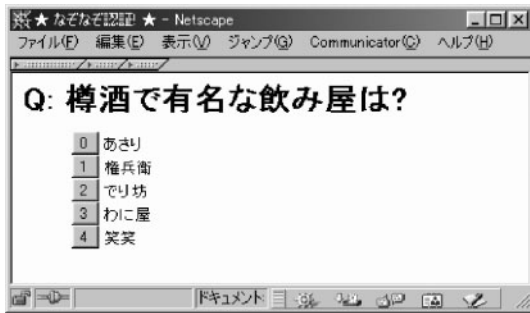 ★ なぞなぞ認証 ★ - Netscape
ファイル(F) 編集(E) 表示(V) ジャンプ(G) Communicator(C) ヘルプ(H)
Q: 樽酒で有名な飲み屋は?
0 あさり
1 権兵衛
2 でり坊
3 わに屋
4 笑笑
ドキュメント: